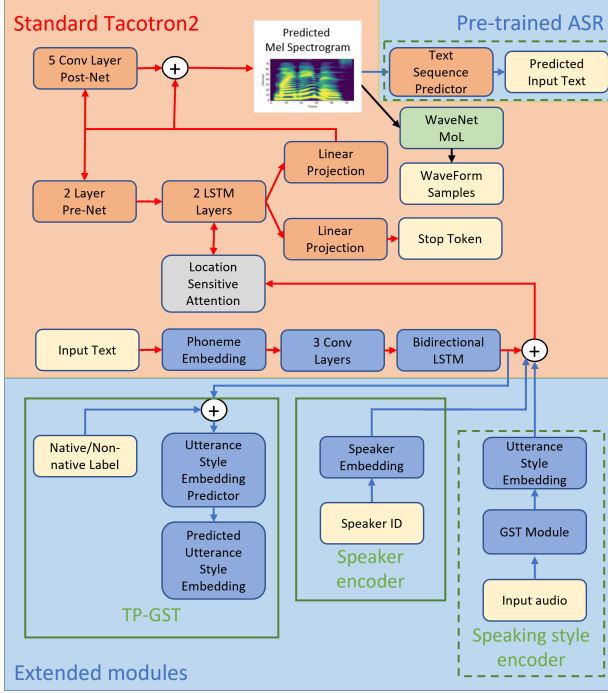 Standard Tacotron2
Pre-trained ASR
5 Conv Layer
Post-Net
+
Predicted
Mel Spectrogram
Text
Sequence
Predictor
Predicted
Input Text
WaveNet
MoL
WaveForm
Samples
Linear
Projection
2 Layer
Pre-Net
2 LSTM
Layers
Linear
Projection
Stop Token
Location
Sensitive
Attention
Input Text
Phoneme
Embedding
3 Conv
Layers
Bidirectional
LSTM
+
+
Native/Non-
native Label
Utterance
Style
Embedding
Predictor
Predicted
Utterance
Style
Embedding
TP-GST
Speaker
Embedding
Speaker ID
Speaker
encoder
Utterance
Style
Embedding
GST Module
Input audio
Speaking style
encoder
Extended modules